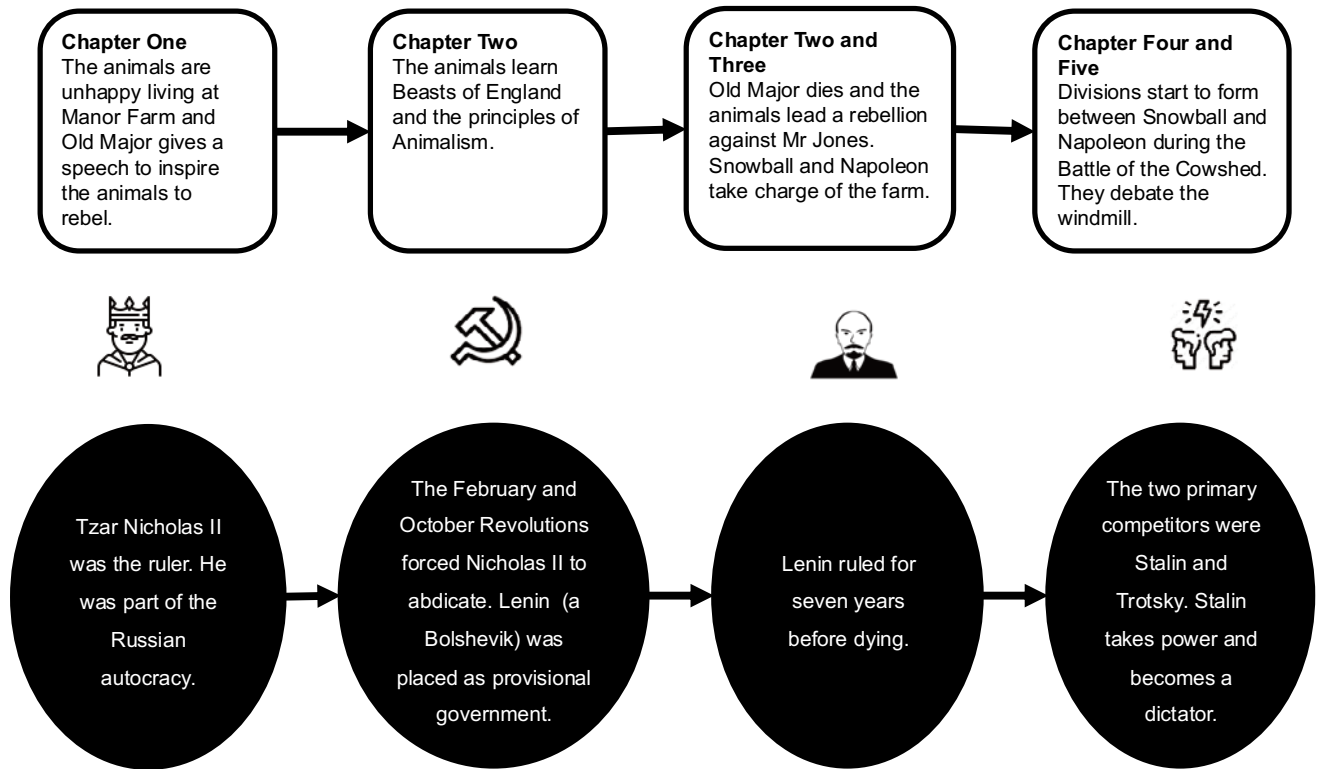 Chapter One
The animals are
unhappy living at
Manor Farm and
Old Major gives a
speech to inspire
the animals to
rebel.
Chapter Two
The animals learn
Beasts of England
and the principles of
Animalism.
Chapter Two and
Three
Old Major dies and the
animals lead a rebellion
against Mr Jones.
Snowball and Napoleon
take charge of the farm.
Chapter Four and
Five
Divisions start to form
between Snowball and
Napoleon during the
Battle of the Cowshed.
They debate the
windmill.
Tzar Nicholas II
was the ruler. He
was part of the
Russian
autocracy.
The February and
October Revolutions
forced Nicholas II to
abdicate. Lenin  (a
Bolshevik) was
placed as provisional
government.
Lenin ruled for
seven years
before dying.
The two primary
competitors were
Stalin and
Trotsky. Stalin
takes power and
becomes a
dictator.